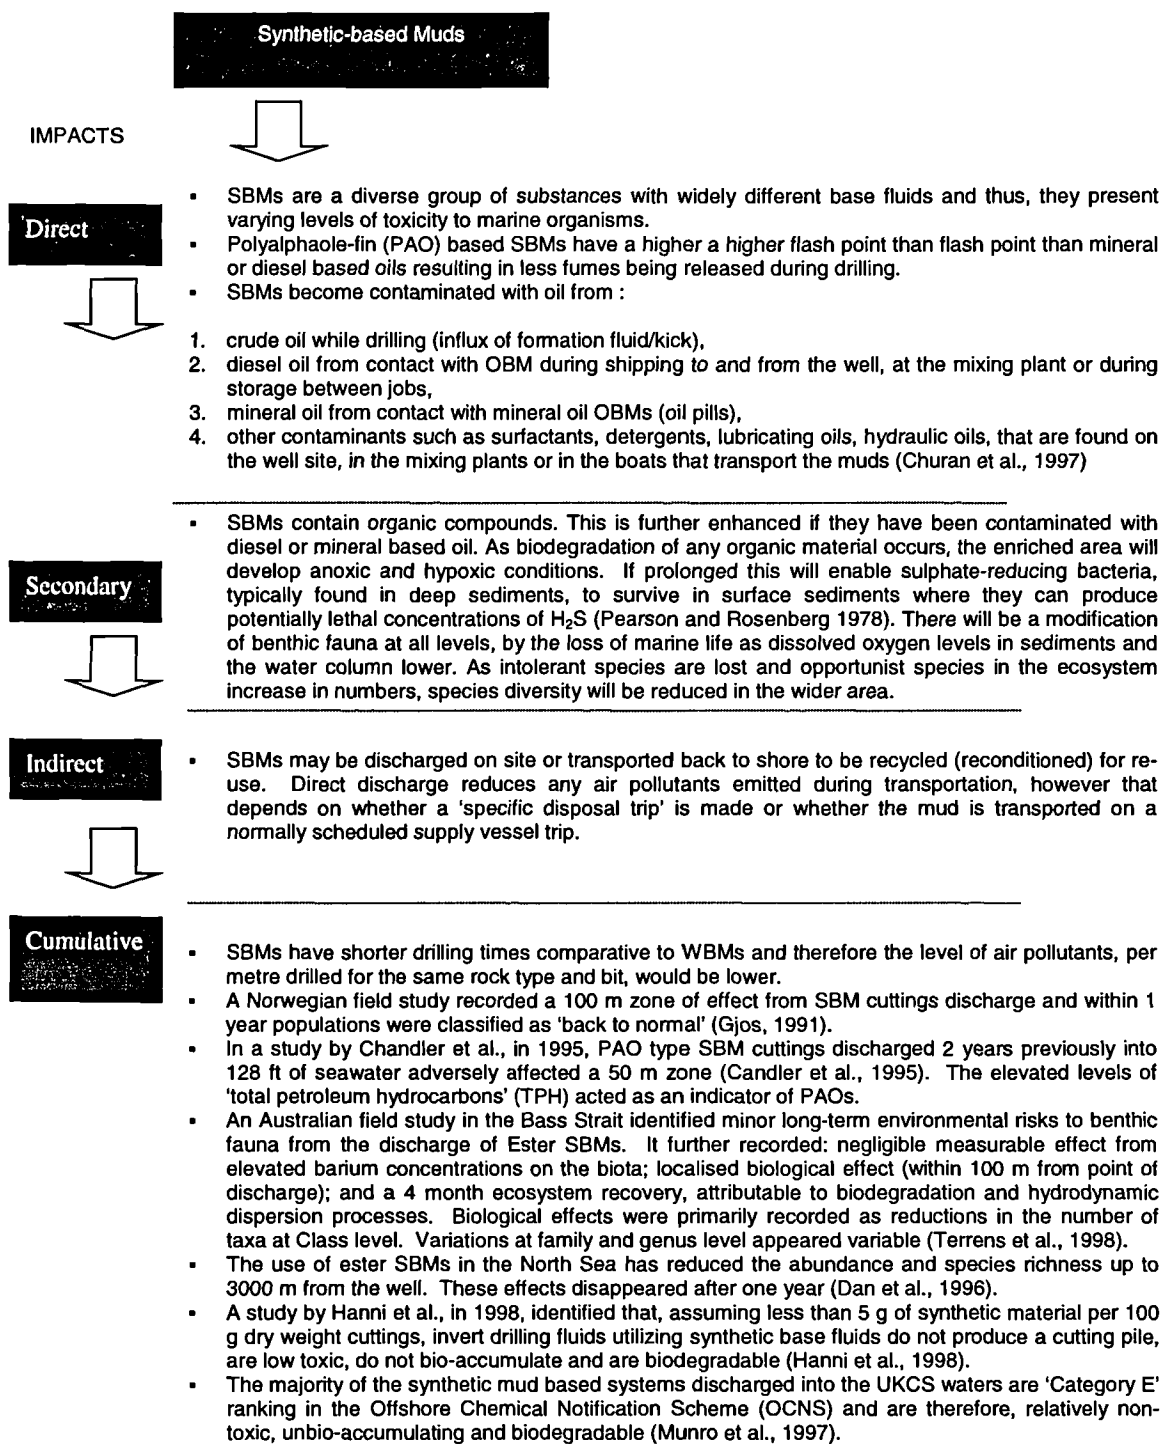 Synthetic-based Muds
IMPACTS
Direct
▪ SBMs are a diverse group of substances with widely different base fluids and thus, they present
varying levels of toxicity to marine organisms.
▪ Polyalphaole-fin (PAO) based SBMs have a higher a higher flash point than flash point than mineral
or diesel based oils resulting in less fumes being released during drilling.
▪ SBMs become contaminated with oil from :
1. crude oil while drilling (influx of formation fluid/kick),
2. diesel oil from contact with OBM during shipping to and from the well, at the mixing plant or during
storage between jobs,
3. mineral oil from contact with mineral oil OBMs (oil pills),
4. other contaminants such as surfactants, detergents, lubricating oils, hydraulic oils, that are found on
the well site, in the mixing plants or in the boats that transport the muds (Churan et al., 1997)
Secondary
▪ SBMs contain organic compounds. This is further enhanced if they have been contaminated with
diesel or mineral based oil. As biodegradation of any organic material occurs, the enriched area will
develop anoxic and hypoxic conditions. If prolonged this will enable sulphate-reducing bacteria,
typically found in deep sediments, to survive in surface sediments where they can produce
potentially lethal concentrations of H₂S (Pearson and Rosenberg 1978). There will be a modification
of benthic fauna at all levels, by the loss of marine life as dissolved oxygen levels in sediments and
the water column lower. As intolerant species are lost and opportunist species in the ecosystem
increase in numbers, species diversity will be reduced in the wider area.
Indirect
▪ SBMs may be discharged on site or transported back to shore to be recycled (reconditioned) for re-
use. Direct discharge reduces any air pollutants emitted during transportation, however that
depends on whether a 'specific disposal trip' is made or whether the mud is transported on a
normally scheduled supply vessel trip.
Cumulative
▪ SBMs have shorter drilling times comparative to WBMs and therefore the level of air pollutants, per
metre drilled for the same rock type and bit, would be lower.
▪ A Norwegian field study recorded a 100 m zone of effect from SBM cuttings discharge and within 1
year populations were classified as 'back to normal' (Gjos, 1991).
▪ In a study by Chandler et al., in 1995, PAO type SBM cuttings discharged 2 years previously into
128 ft of seawater adversely affected a 50 m zone (Candler et al., 1995). The elevated levels of
'total petroleum hydrocarbons' (TPH) acted as an indicator of PAOs.
▪ An Australian field study in the Bass Strait identified minor long-term environmental risks to benthic
fauna from the discharge of Ester SBMs. It further recorded: negligible measurable effect from
elevated barium concentrations on the biota; localised biological effect (within 100 m from point of
discharge); and a 4 month ecosystem recovery, attributable to biodegradation and hydrodynamic
dispersion processes. Biological effects were primarily recorded as reductions in the number of
taxa at Class level. Variations at family and genus level appeared variable (Terrens et al., 1998).
▪ The use of ester SBMs in the North Sea has reduced the abundance and species richness up to
3000 m from the well. These effects disappeared after one year (Dan et al., 1996).
▪ A study by Hanni et al., in 1998, identified that, assuming less than 5 g of synthetic material per 100
g dry weight cuttings, invert drilling fluids utilizing synthetic base fluids do not produce a cutting pile,
are low toxic, do not bio-accumulate and are biodegradable (Hanni et al., 1998).
▪ The majority of the synthetic mud based systems discharged into the UKCS waters are 'Category E'
ranking in the Offshore Chemical Notification Scheme (OCNS) and are therefore, relatively non-
toxic, unbio-accumulating and biodegradable (Munro et al., 1997).